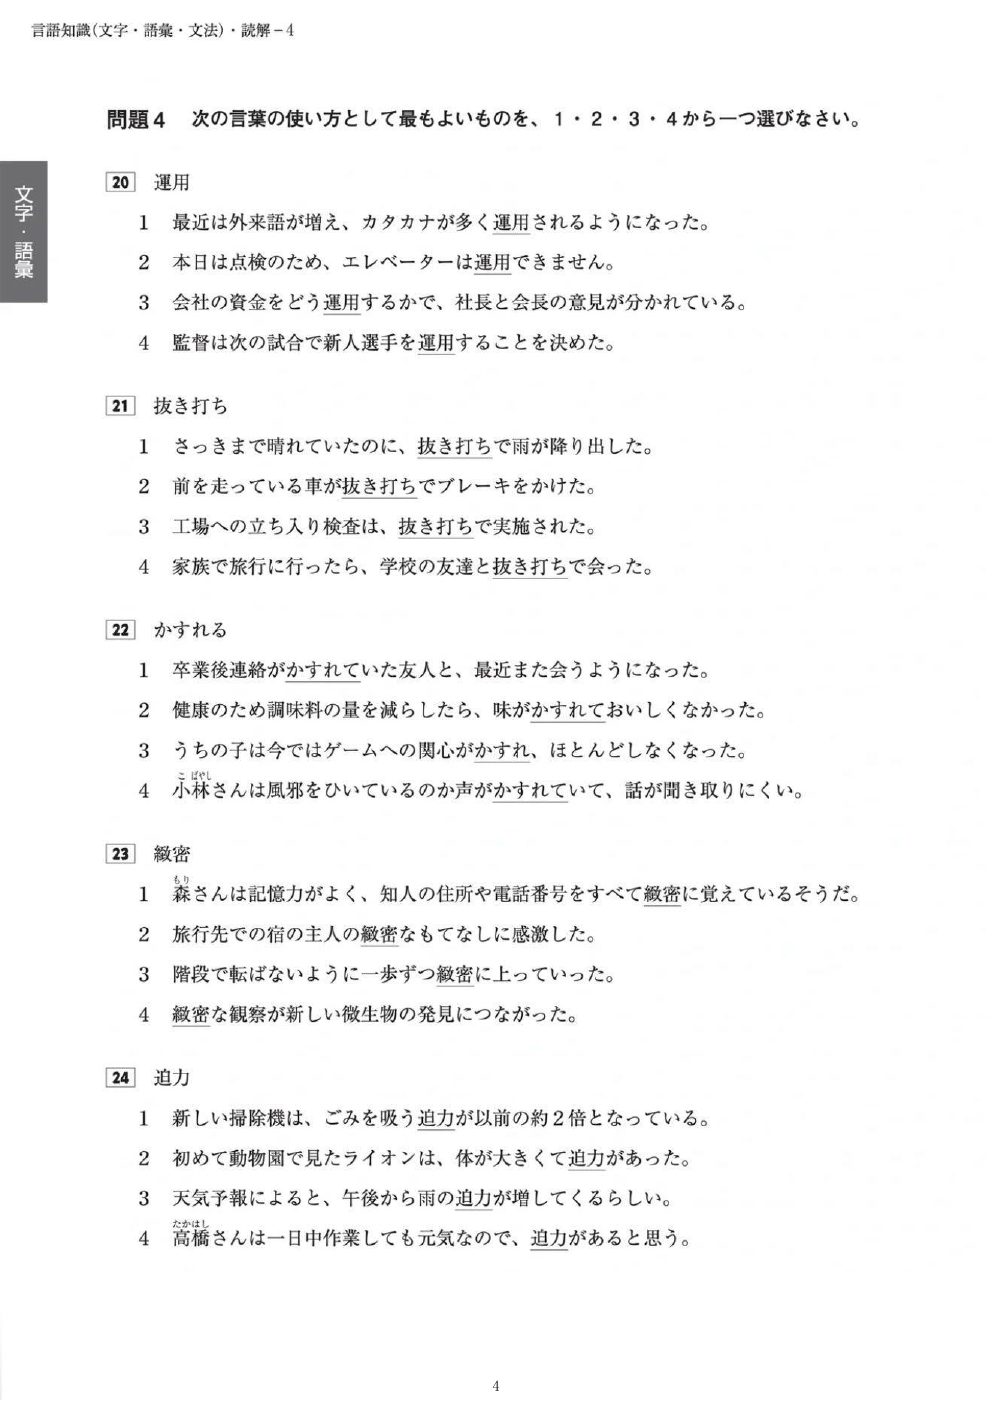 言語知識(文字・語彙・文法)・読解－4
問題4　次の言葉の使い方として最もよいものを、1・2・3・4から一つ選びなさい。
文字・語彙
20　運用
1　最近は外来語が増え、カタカナが多く運用されるようになった。
2　本日は点検のため、エレベーターは運用できません。
3　会社の資金をどう運用するかで、社長と会長の意見が分かれている。
4　監督は次の試合で新人選手を運用することを決めた。
21　抜き打ち
1　さっきまで晴れていたのに、抜き打ちで雨が降り出した。
2　前を走っている車が抜き打ちでブレーキをかけた。
3　工場への立ち入り検査は、抜き打ちで実施された。
4　家族で旅行に行ったら、学校の友達と抜き打ちで会った。
22　かすれる
1　卒業後連絡がかすれていた友人と、最近また会うようになった。
2　健康のため調味料の量を減らしたら、味がかすれておいしくなかった。
3　うちの子は今ではゲームへの関心がかすれ、ほとんどしなくなった。
こ ばやし
4　小林さんは風邪をひいているのか声がかすれていて、話が聞き取りにくい。
23　緻密
もり
1　森さんは記憶力がよく、知人の住所や電話番号をすべて緻密に覚えているそうだ。
2　旅行先での宿の主人の緻密なもてなしに感激した。
3　階段で転ばないように一歩ずつ緻密に上っていった。
4　緻密な観察が新しい微生物の発見につながった。
24　迫力
1　新しい掃除機は、ごみを吸う迫力が以前の約2倍となっている。
2　初めて動物園で見たライオンは、体が大きくて迫力があった。
3　天気予報によると、午後から雨の迫力が増してくるらしい。
たかはし
4　高橋さんは一日中作業しても元気なので、迫力があると思う。
4